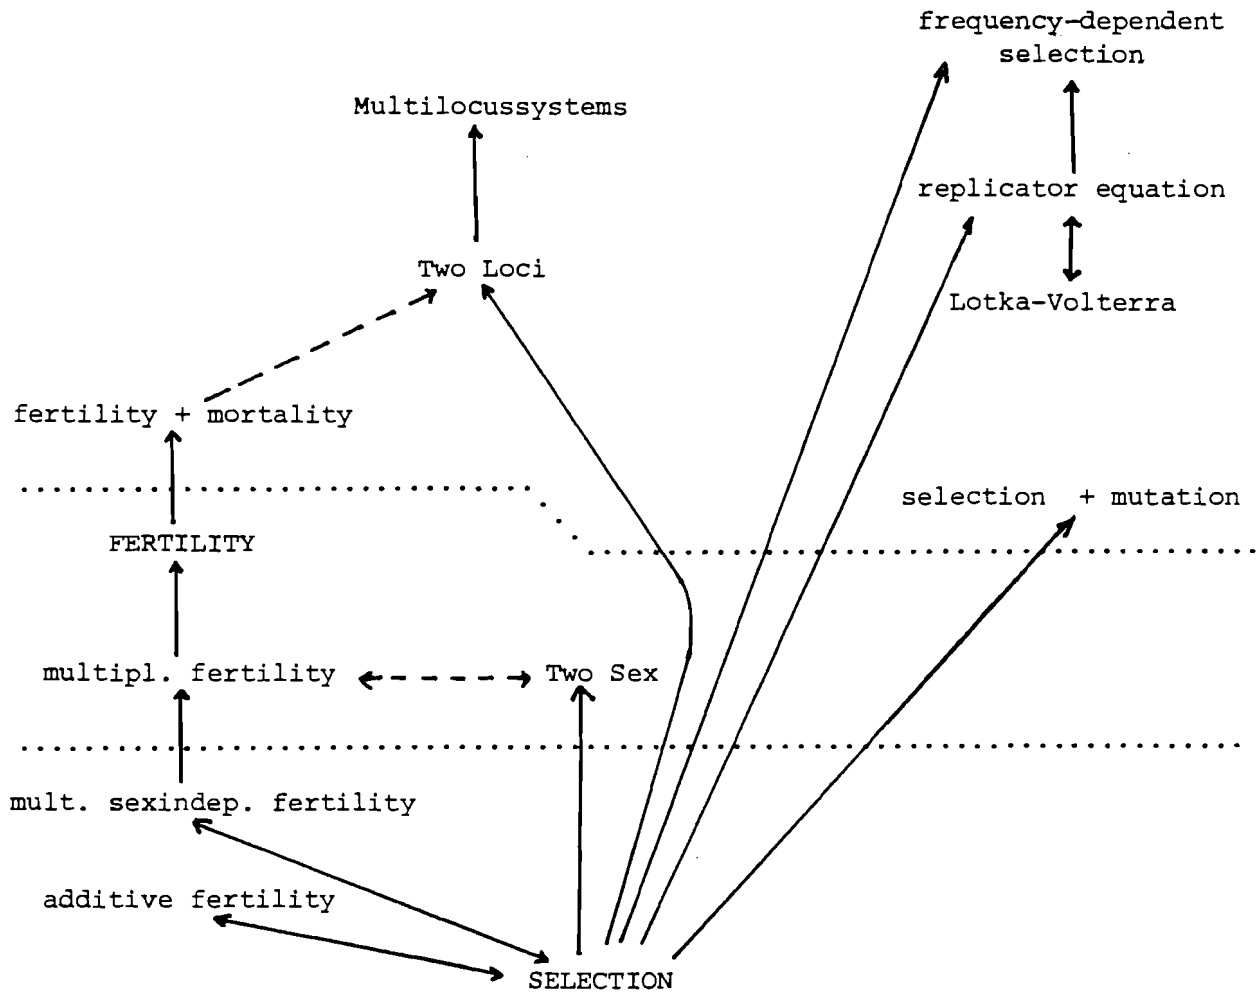 frequency-dependent
selection
Multilocussystems
replicator equation
Two Loci
Lotka-Volterra
fertility + mortality
selection + mutation
FERTILITY
multipl. fertility
Two Sex
mult. sexindep. fertility
additive fertility
SELECTION